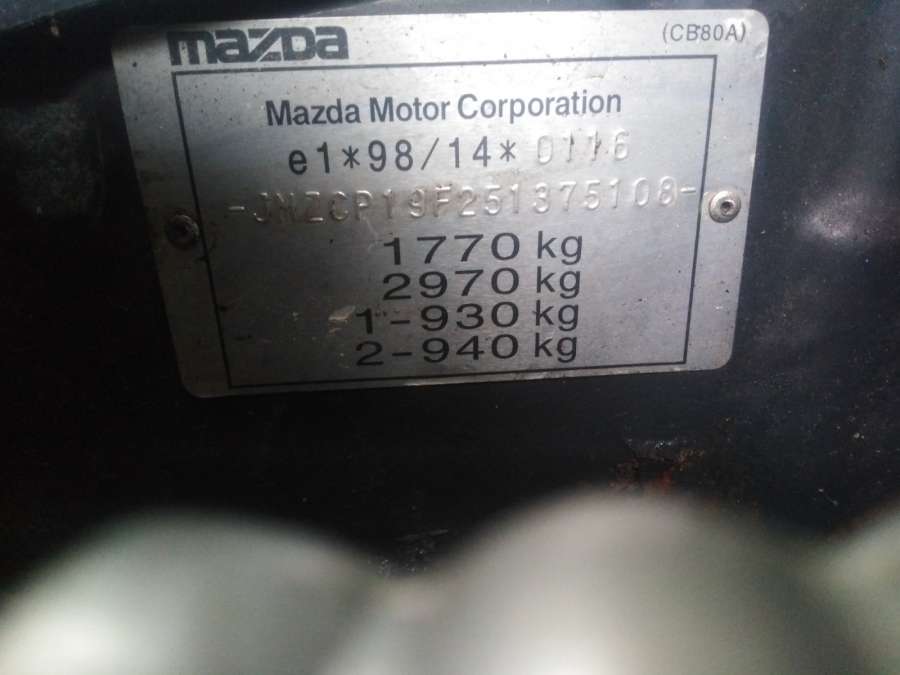 mazda (CB80A)
Mazda Motor Corporation
e1*98/14* 0116
-JMZCP19F251375108-
1770 kg
2970 kg
1-930 kg
2-940 kg